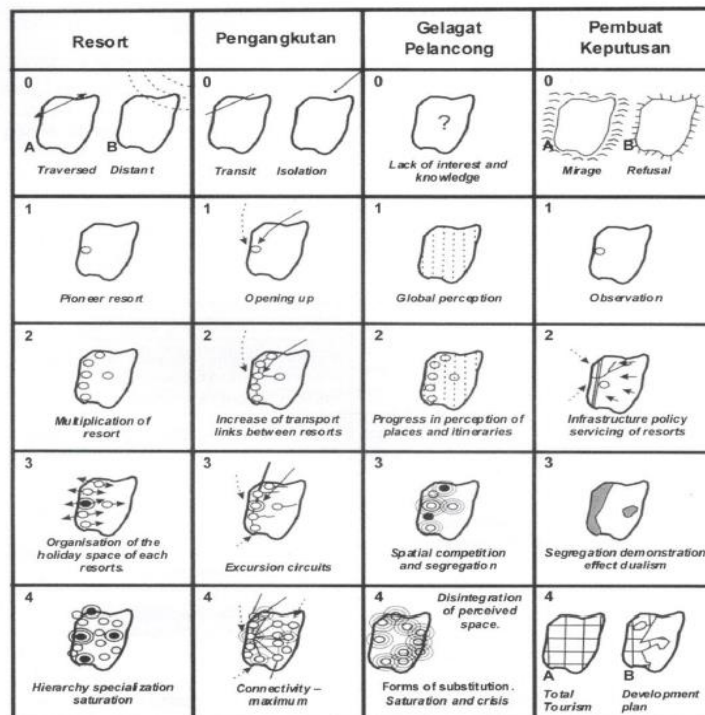 Resort
Pengangkutan
Gelagat
Pelancong
Pembuat
Keputusan
0
A
B
Traversed Distant
0
Transit Isolation
0
?
Lack of interest and
knowledge
0
A
B
Mirage Refusal
1
Pioneer resort
1
Opening up
1
Global perception
1
Observation
2
Multiplication of
resort
2
Increase of transport
links between resorts
2
Progress in perception of
places and itineraries
2
Infrastructure policy
servicing of resorts
3
Organisation of the
holiday space of each
resorts.
3
Excursion circuits
3
Spatial competition
and segregation
3
Segregation demonstration
effect dualism
4
Hierarchy specialization
saturation
4
Connectivity –
maximum
4
Disintegration
of perceived
space.
Forms of substitution.
Saturation and crisis
4
A
B
Total
Tourism
Development
plan